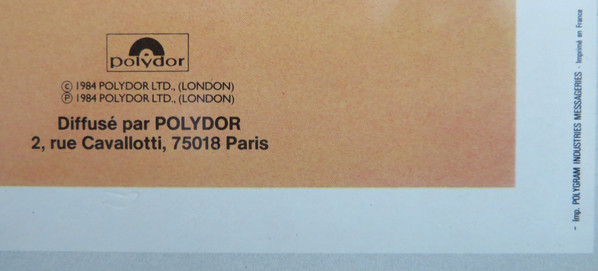 polydor
© 1984 POLYDOR LTD., (LONDON)
℗ 1984 POLYDOR LTD., (LONDON)
Diffusé par POLYDOR
2, rue Cavallotti, 75018 Paris
- Imp. POLYGRAM INDUSTRIES MESSAGERIES - Imprimé en France